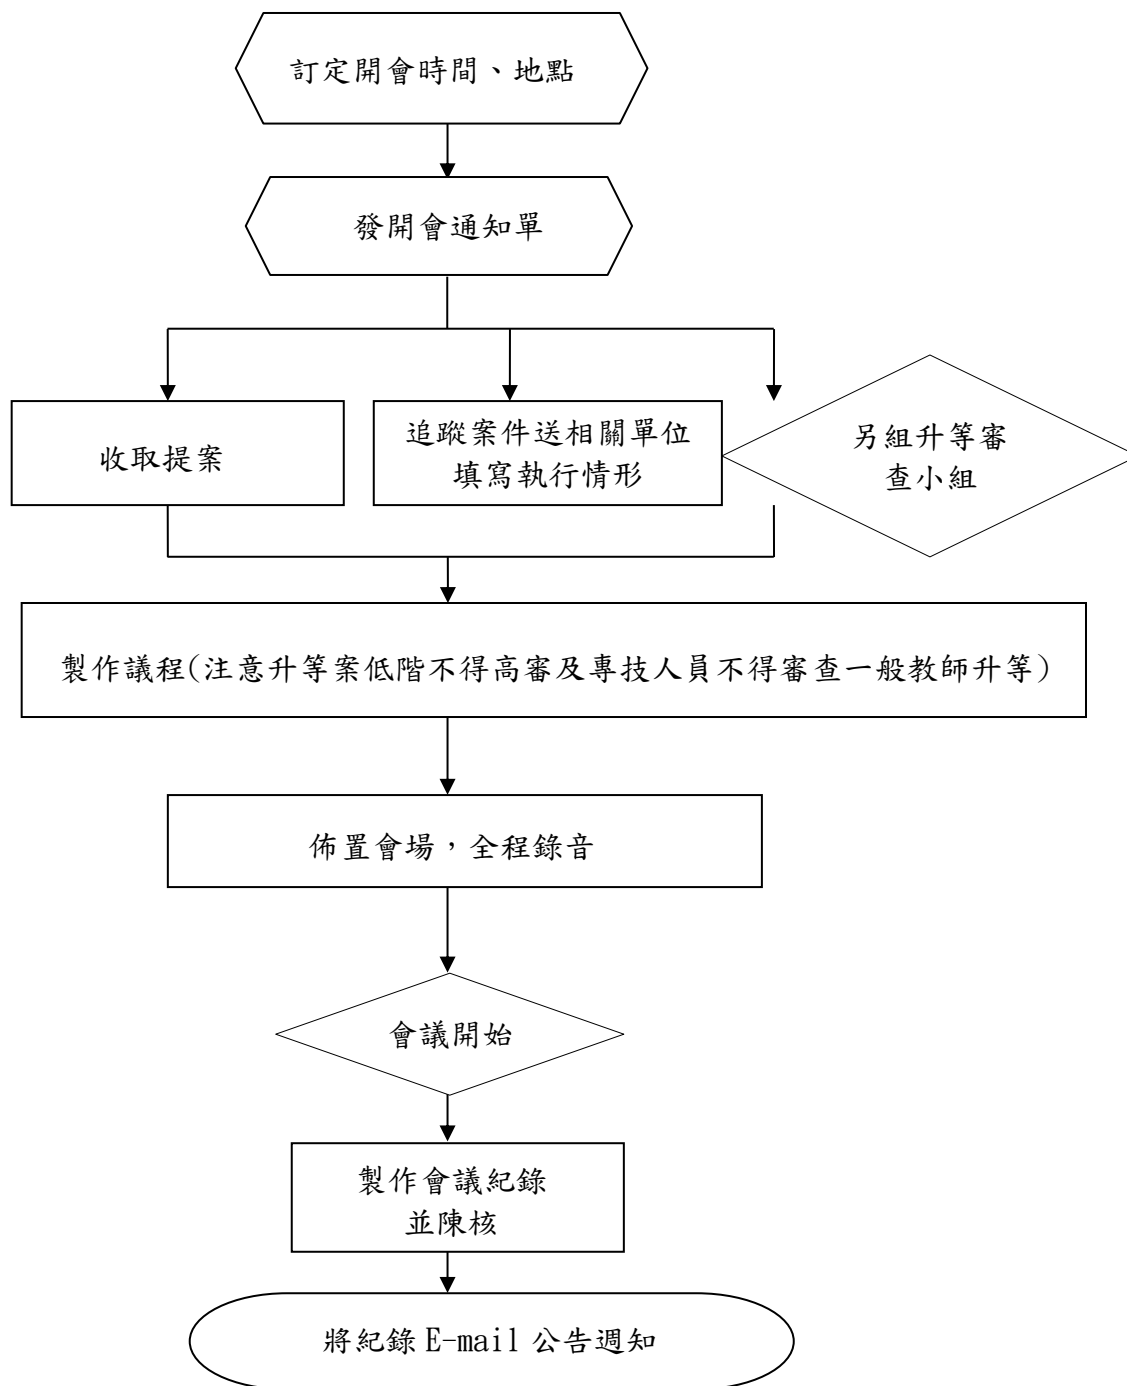 訂定開會時間、地點
發開會通知單
收取提案
追蹤案件送相關單位
填寫執行情形
另組升等審
查小組
製作議程(注意升等案低階不得高審及專技人員不得審查一般教師升等)
佈置會場，全程錄音
會議開始
製作會議紀錄
並陳核
將紀錄 E-mail 公告週知